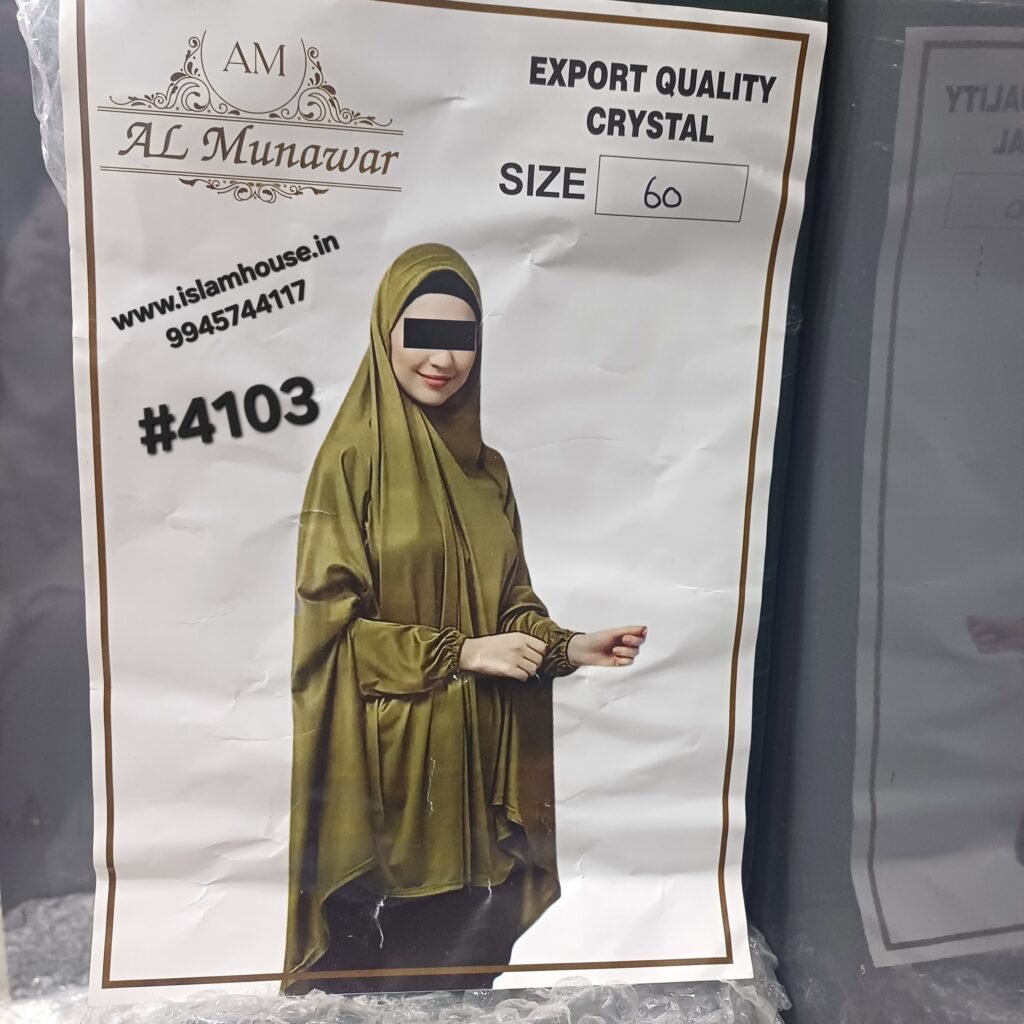 AM
AL Munawar
EXPORT QUALITY
CRYSTAL
SIZE 60
www.islamhouse.in
9945744117
#4103